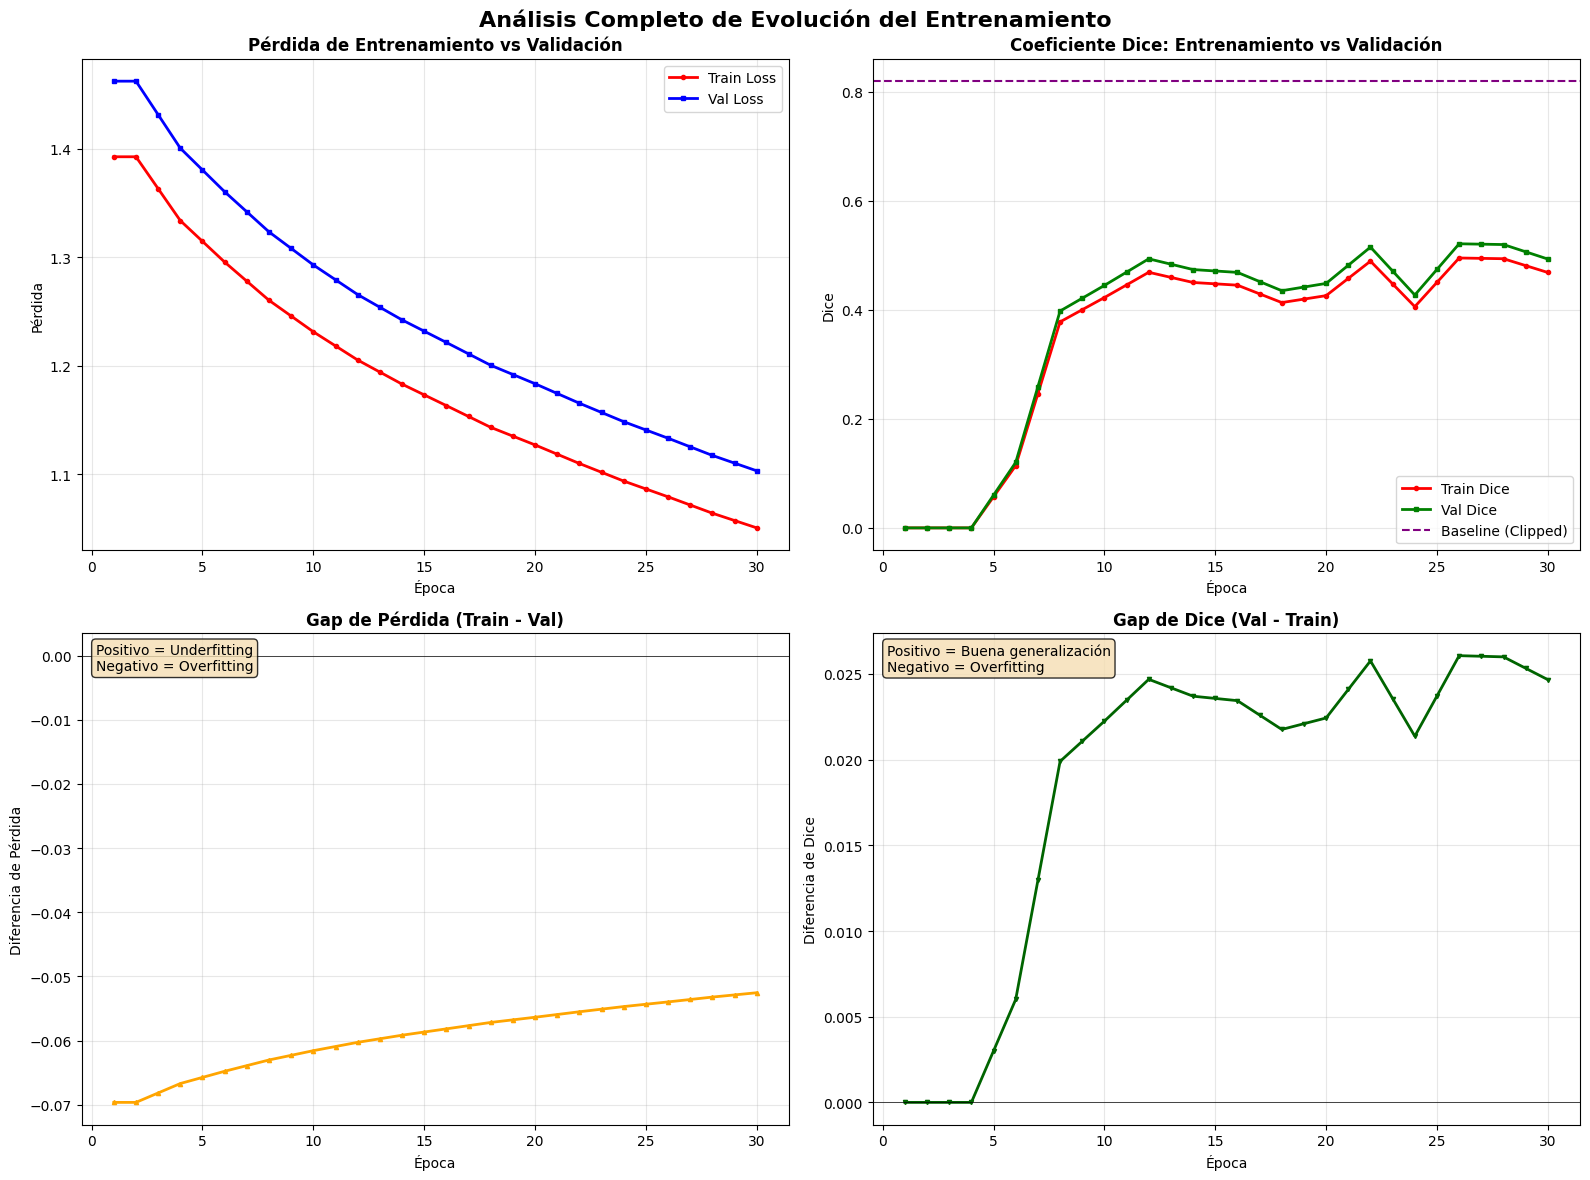 Análisis Completo de Evolución del Entrenamiento
Pérdida de Entrenamiento vs Validación
Train Loss
Val Loss
1.4
1.3
1.2
1.1
Pérdida
0
5
10
15
20
25
30
Época
Coeficiente Dice: Entrenamiento vs Validación
0.8
0.6
0.4
0.2
0.0
Dice
Train Dice
Val Dice
Baseline (Clipped)
0
5
10
15
20
25
30
Época
Gap de Pérdida (Train - Val)
Positivo = Underfitting
Negativo = Overfitting
0.00
−0.01
−0.02
−0.03
−0.04
−0.05
−0.06
−0.07
Diferencia de Pérdida
0
5
10
15
20
25
30
Época
Gap de Dice (Val - Train)
Positivo = Buena generalización
Negativo = Overfitting
0.025
0.020
0.015
0.010
0.005
0.000
Diferencia de Dice
0
5
10
15
20
25
30
Época